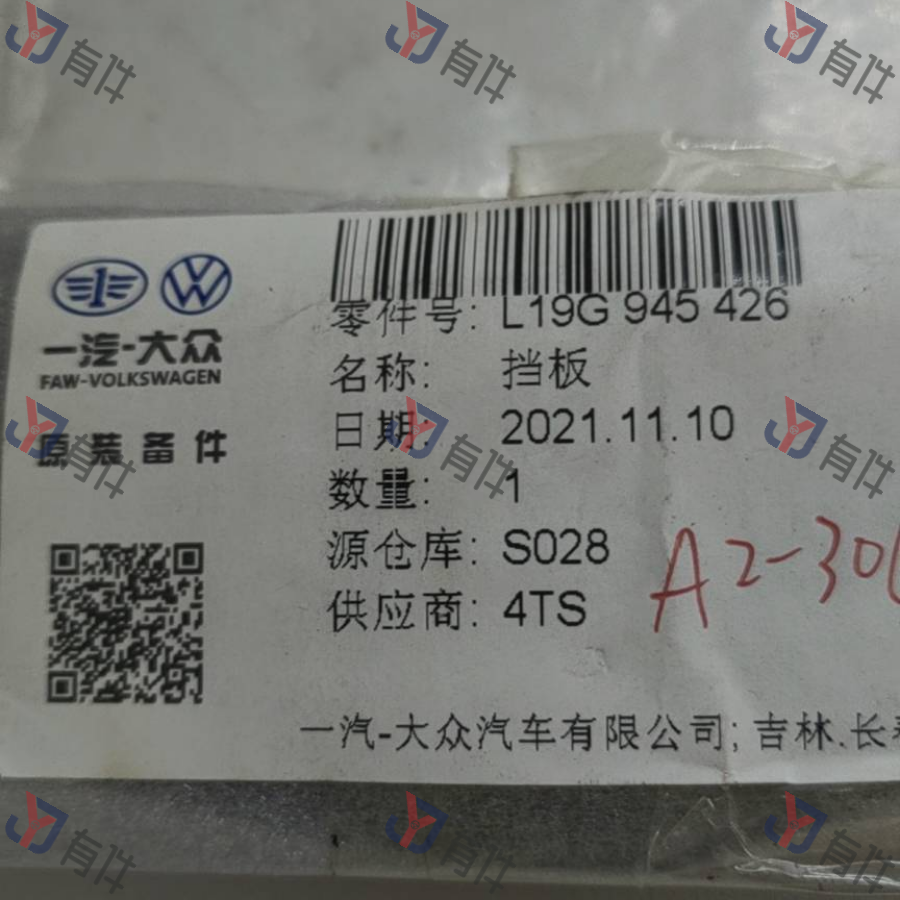 有件
有件
有件
一汽-大众
FAW-VOLKSWAGEN
原装备件
零件号: L19G 945 426
名称: 挡板
日期: 2021.11.10
数量: 1
源仓库: S028
供应商: 4TS
A2-30
一汽-大众汽车有限公司; 吉林.长春
有件
有件
有件
有件
有件
有件